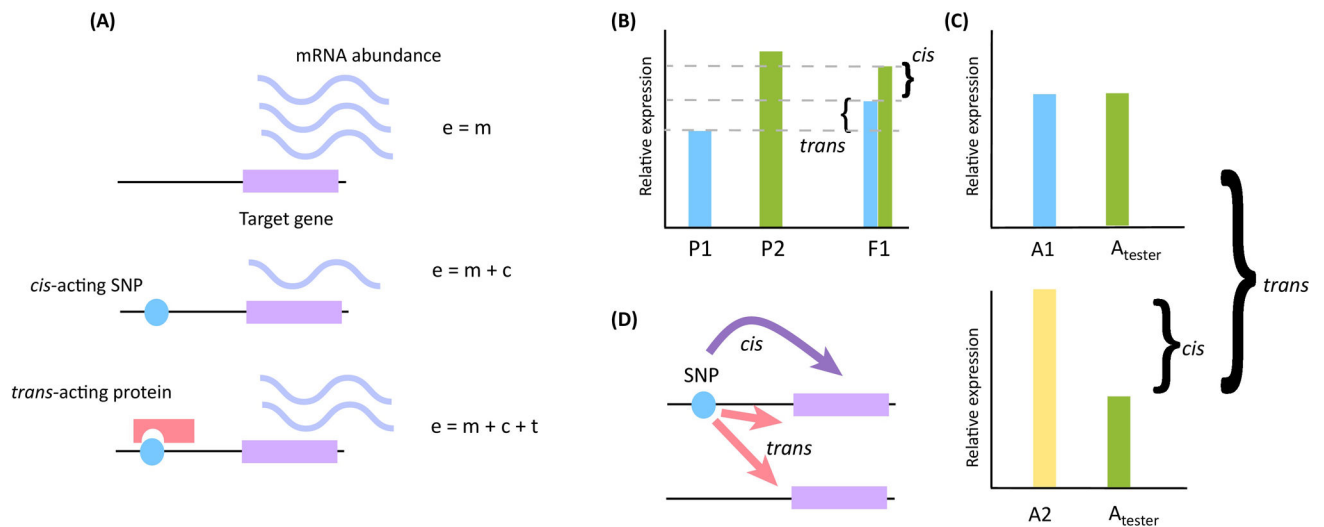 (A)
mRNA abundance
e = m
Target gene
cis-acting SNP
e = m + c
trans-acting protein
e = m + c + t
(B)
Relative expression
cis
trans
P1
P2
F1
(C)
Relative expression
A1
Atester
trans
Relative expression
cis
A2
Atester
(D)
SNP
cis
trans